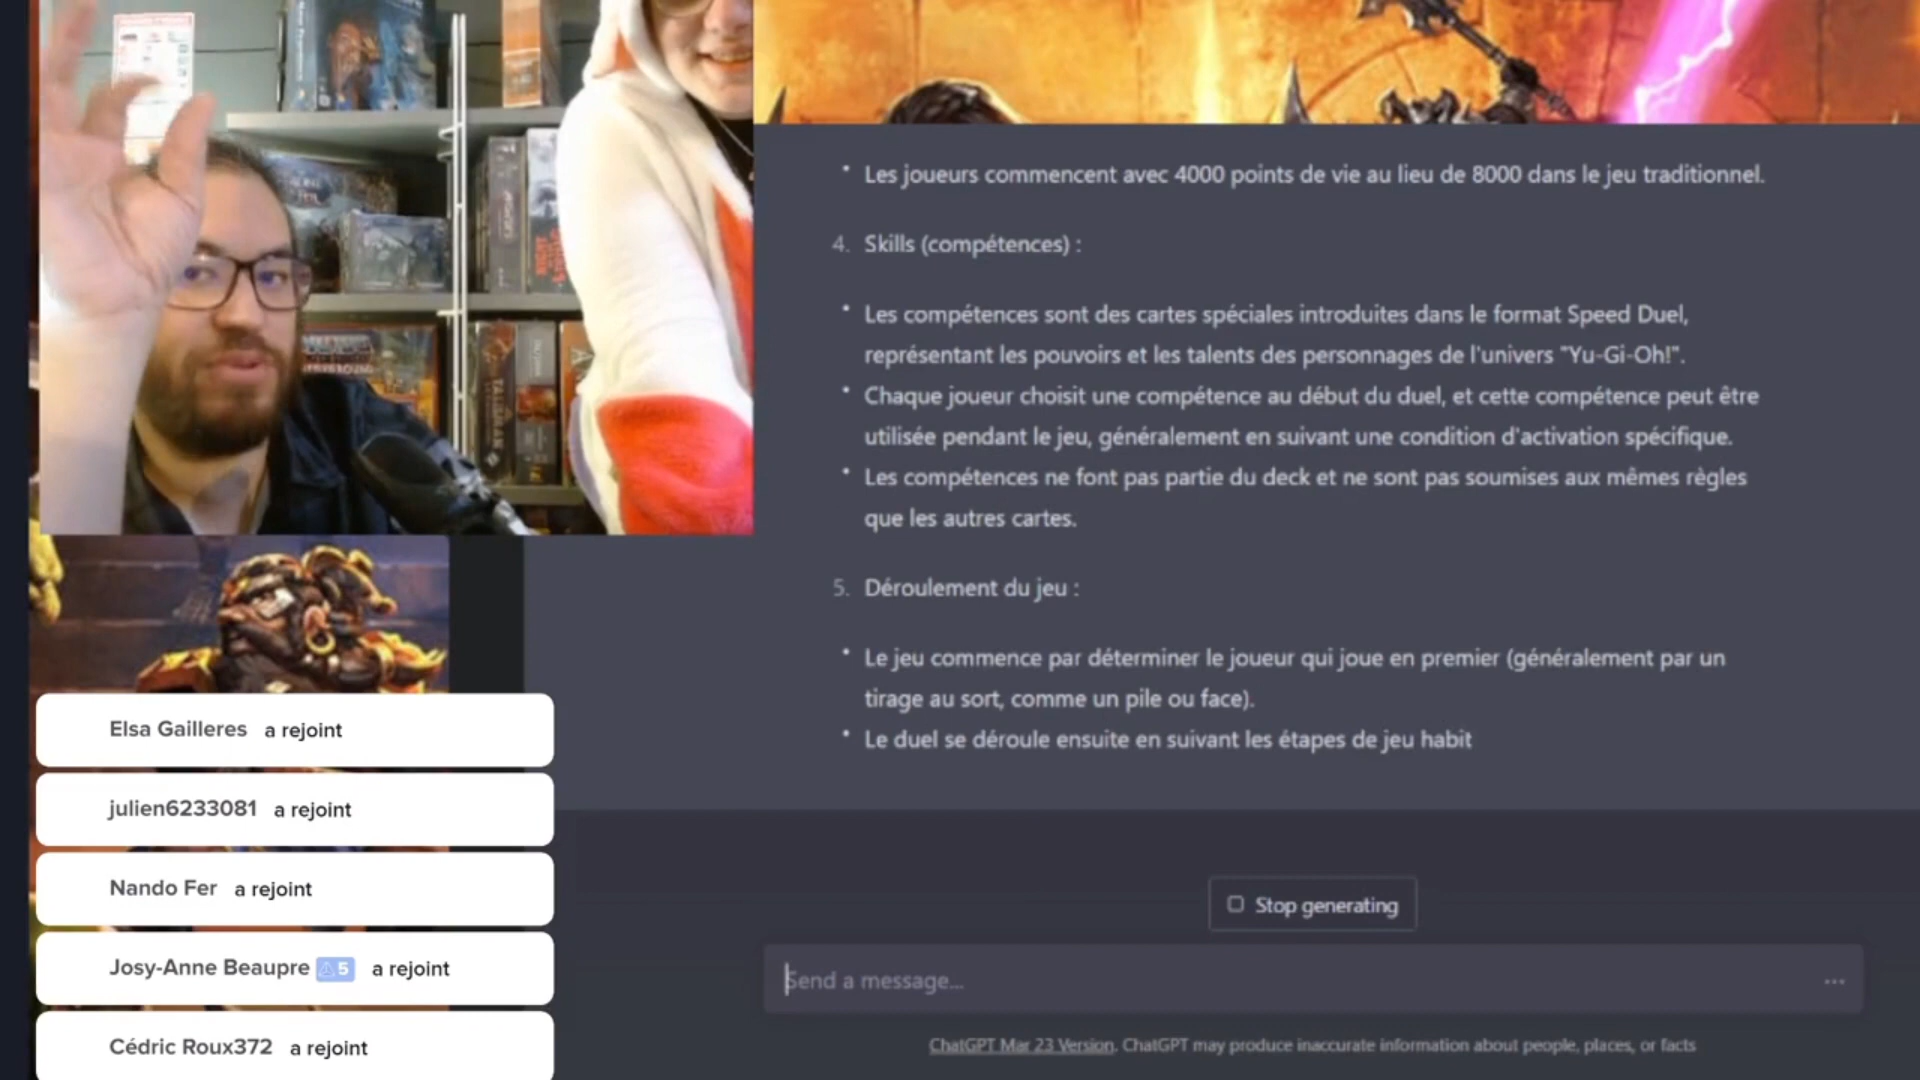 Les joueurs commencent avec 4000 points de vie au lieu de 8000 dans le jeu traditionnel.
4. Skills (compétences) :
Les compétences sont des cartes spéciales introduites dans le format Speed Duel,
représentant les pouvoirs et les talents des personnages de l'univers "Yu-Gi-Oh!".
Chaque joueur choisit une compétence au début du duel, et cette compétence peut être
utilisée pendant le jeu, généralement en suivant une condition d'activation spécifique.
Les compétences ne font pas partie du deck et ne sont pas soumises aux mêmes règles
que les autres cartes.
5. Déroulement du jeu :
Le jeu commence par déterminer le joueur qui joue en premier (généralement par un
tirage au sort, comme un pile ou face).
Le duel se déroule ensuite en suivant les étapes de jeu habit
Elsa Gailleres a rejoint
julien6233081 a rejoint
Nando Fer a rejoint
Josy-Anne Beaupre 5 a rejoint
Cédric Roux372 a rejoint
Stop generating
Send a message...
ChatGPT Mar 23 Version. ChatGPT may produce inaccurate information about people, places, or facts